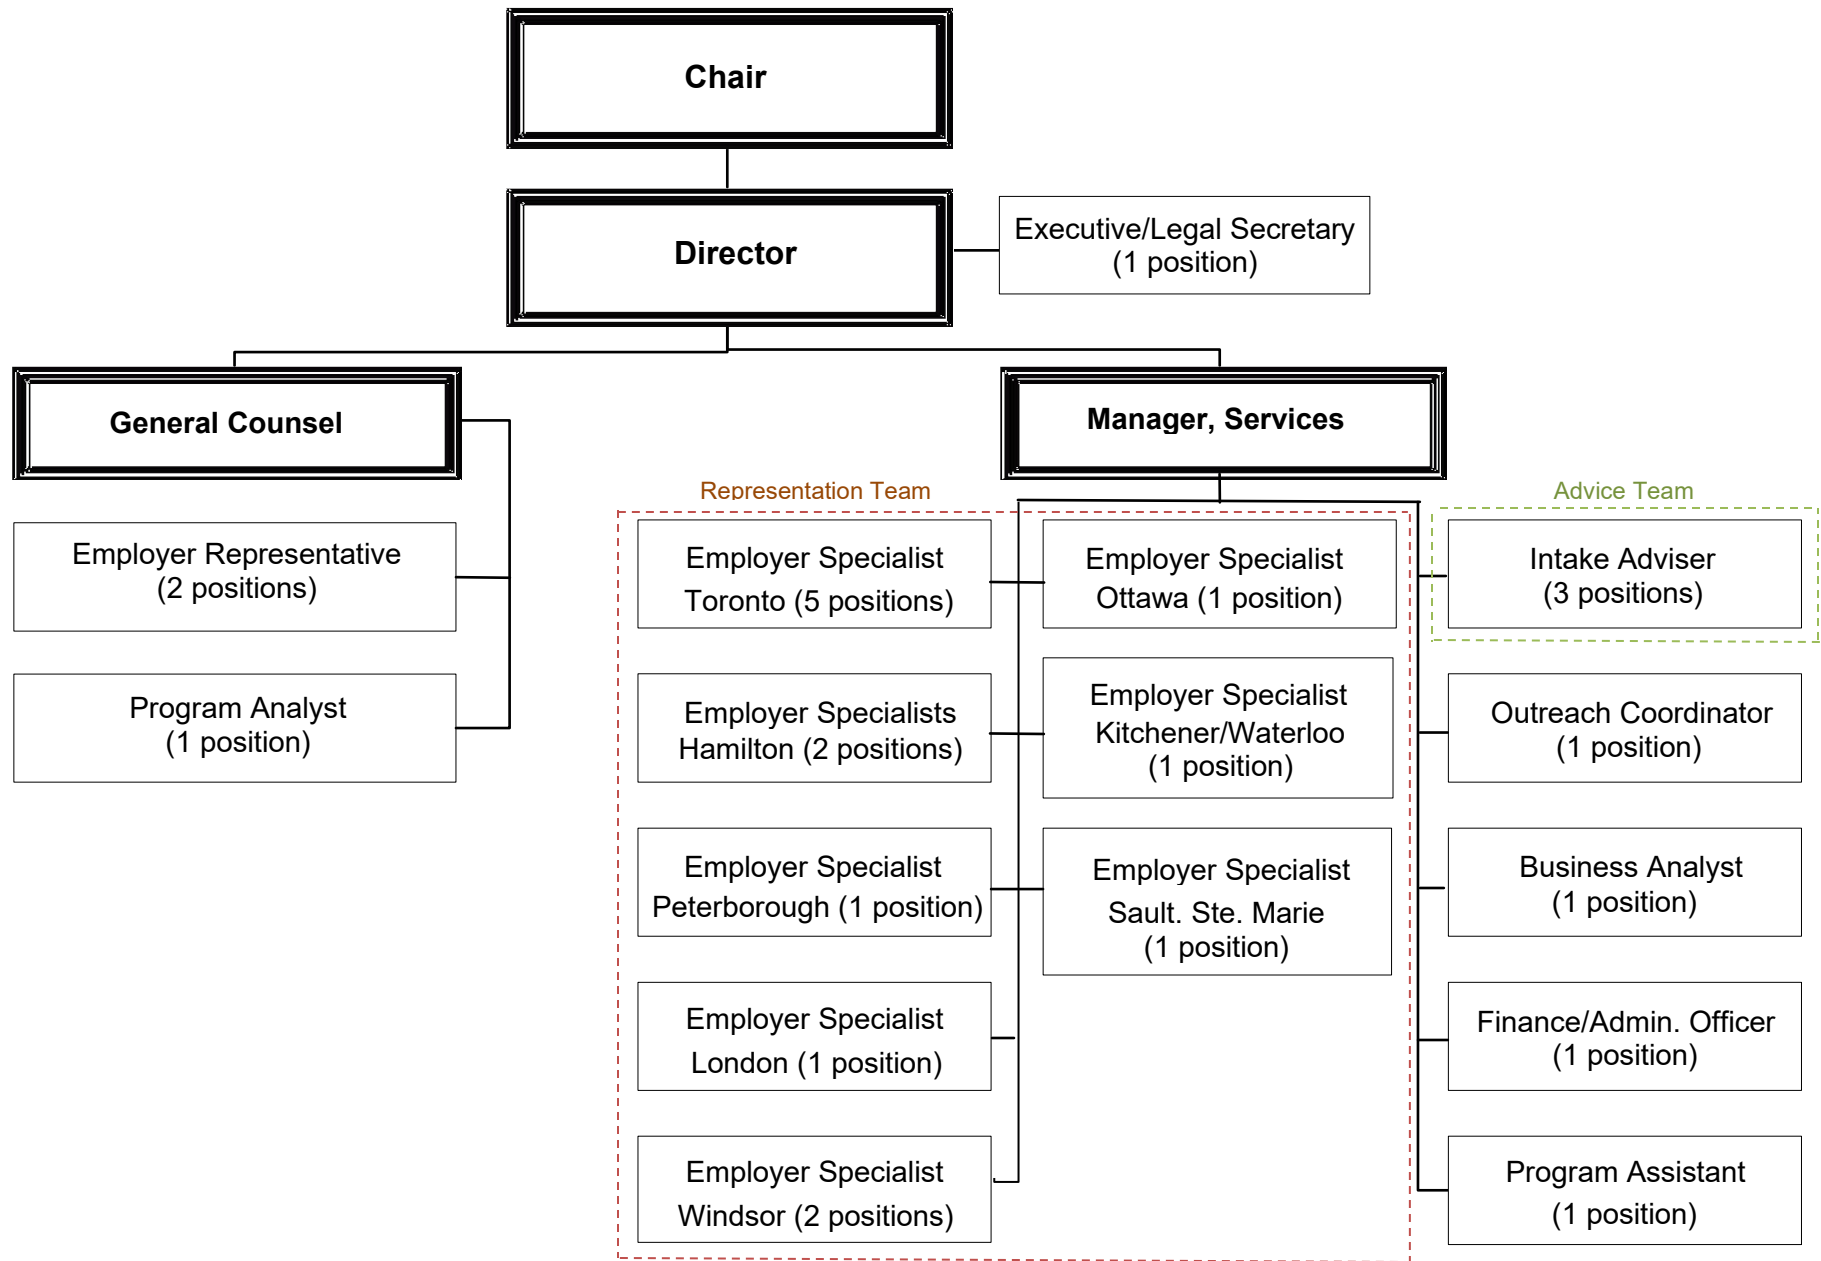 Chair
Director
Executive/Legal Secretary
(1 position)
General Counsel
Manager, Services
Employer Representative
(2 positions)
Program Analyst
(1 position)
Representation Team
Employer Specialist
Toronto (5 positions)
Employer Specialist
Ottawa (1 position)
Employer Specialists
Hamilton (2 positions)
Employer Specialist
Kitchener/Waterloo
(1 position)
Employer Specialist
Peterborough (1 position)
Employer Specialist
Sault. Ste. Marie
(1 position)
Employer Specialist
London (1 position)
Employer Specialist
Windsor (2 positions)
Advice Team
Intake Adviser
(3 positions)
Outreach Coordinator
(1 position)
Business Analyst
(1 position)
Finance/Admin. Officer
(1 position)
Program Assistant
(1 position)